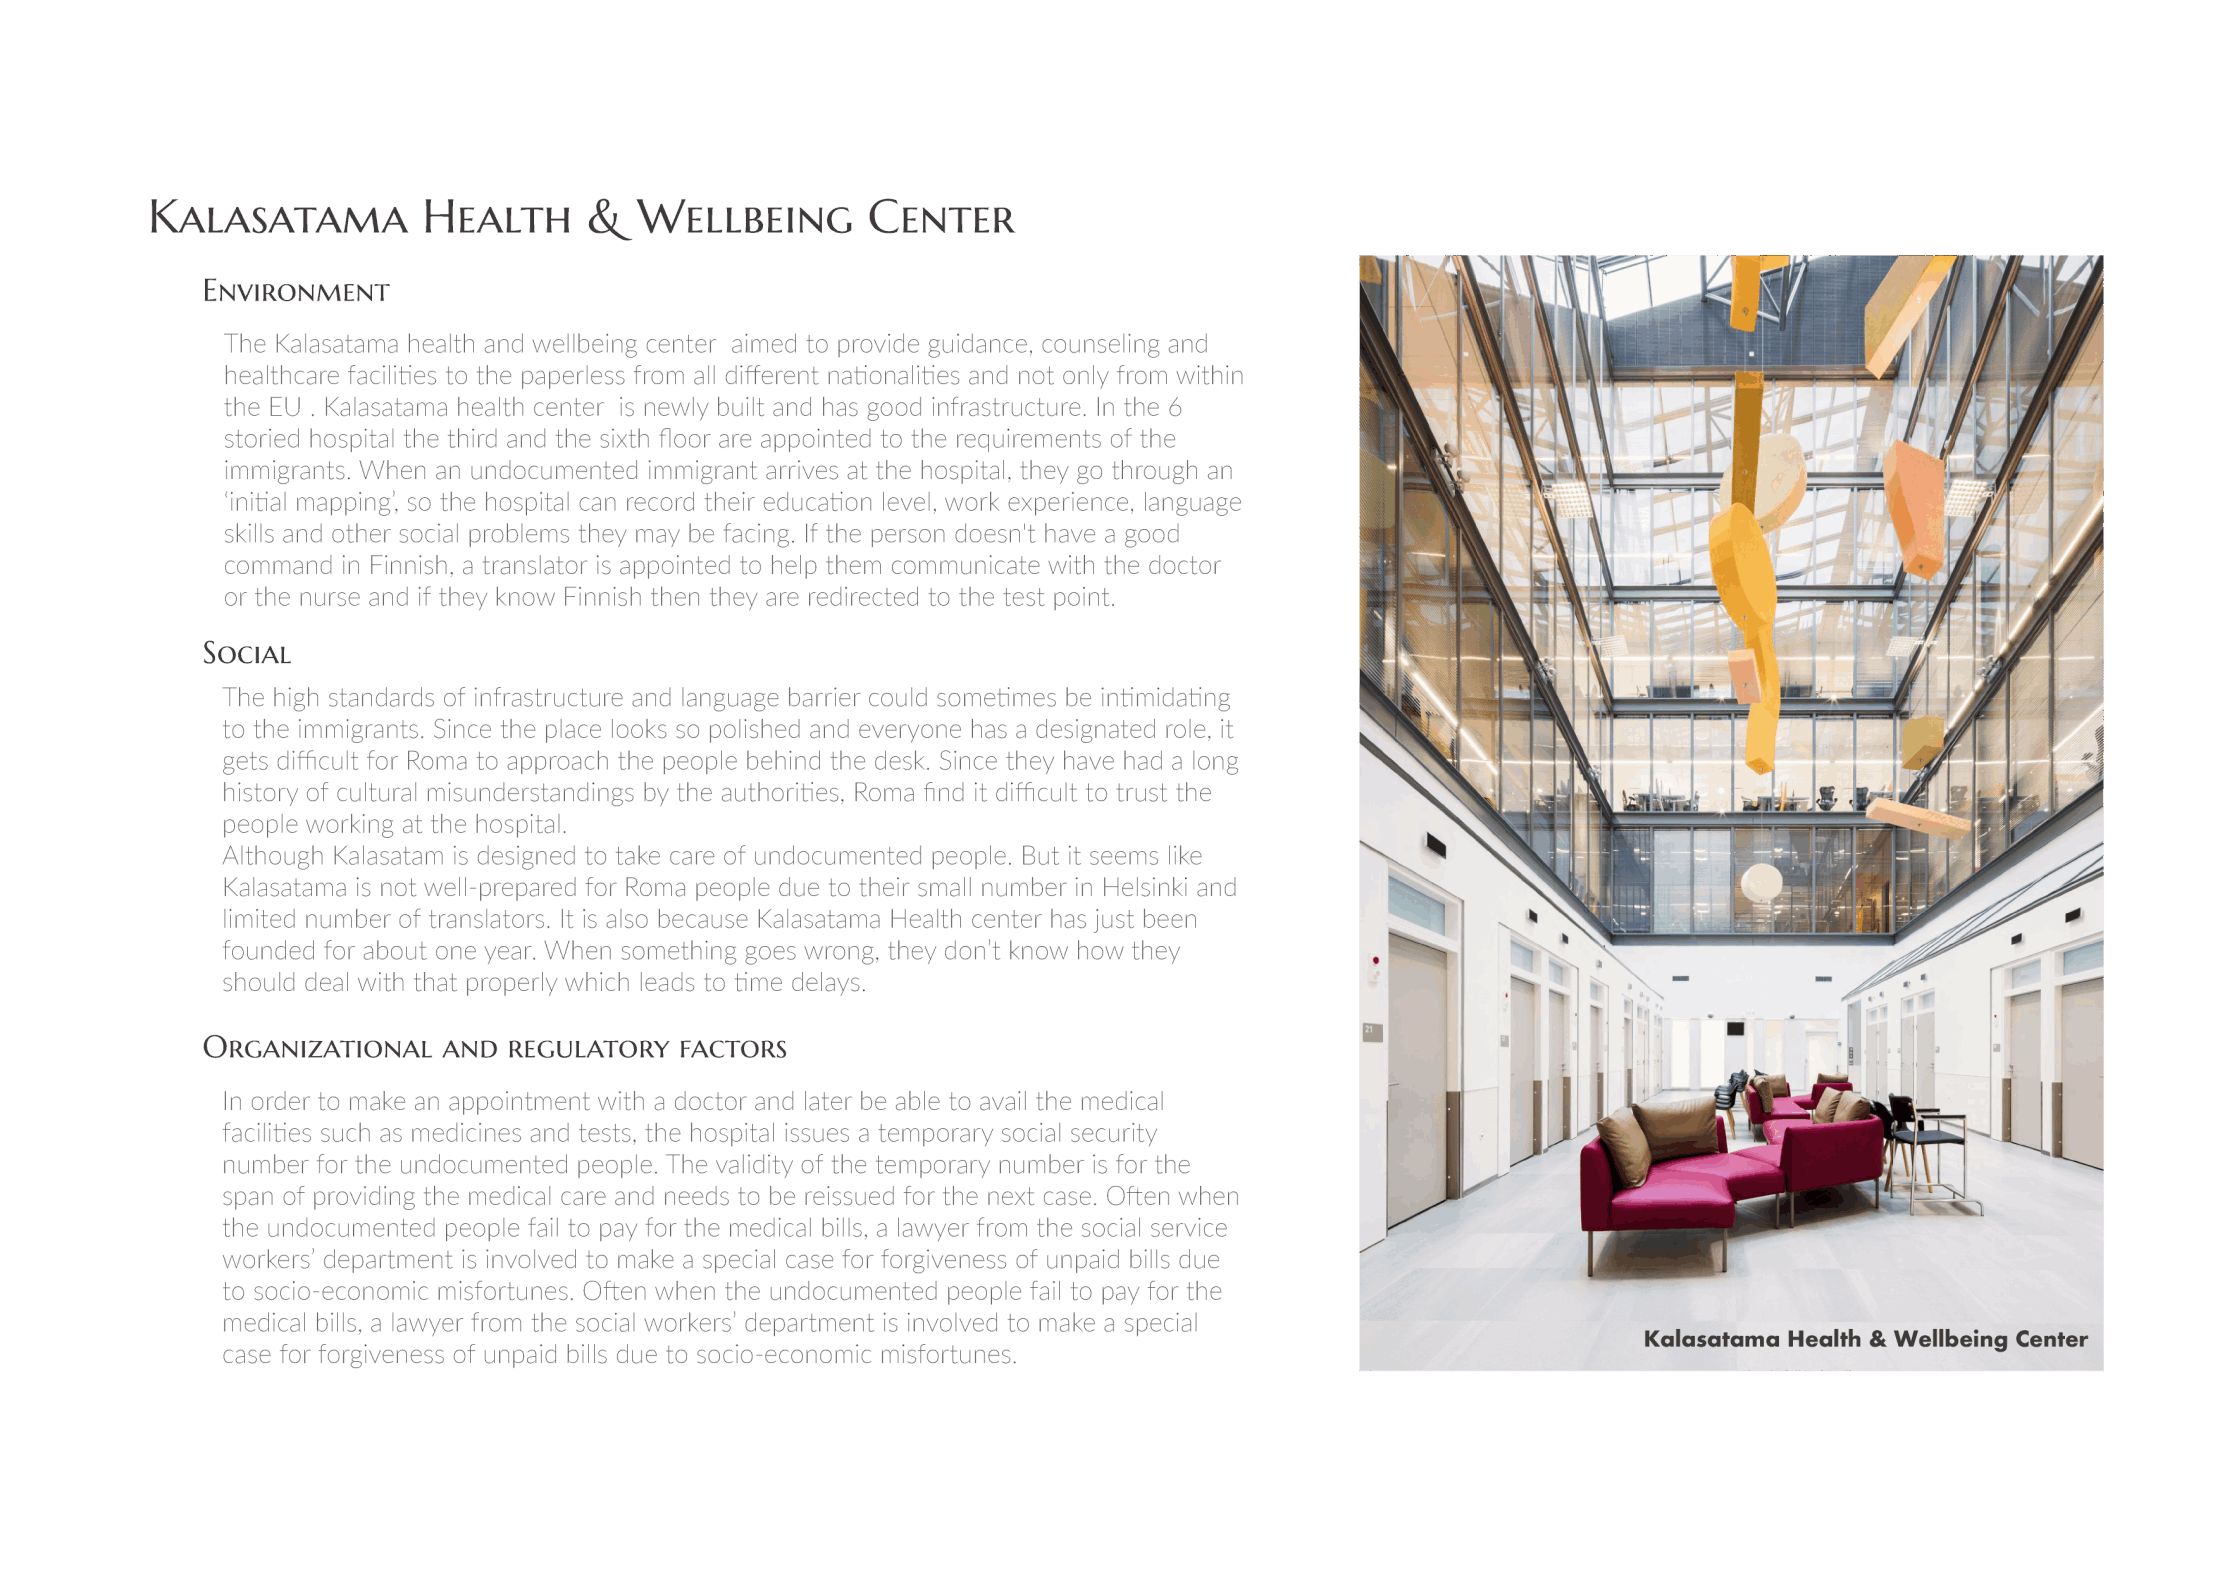 Kalasatama Health & Wellbeing Center
Environment
The Kalasatama health and wellbeing center aimed to provide guidance, counseling and
healthcare facilities to the paperless from all different nationalities and not only from within
the EU . Kalasatama health center is newly built and has good infrastructure. In the 6
storied hospital the third and the sixth floor are appointed to the requirements of the
immigrants. When an undocumented immigrant arrives at the hospital, they go through an
‘initial mapping’, so the hospital can record their education level, work experience, language
skills and other social problems they may be facing. If the person doesn't have a good
command in Finnish, a translator is appointed to help them communicate with the doctor
or the nurse and if they know Finnish then they are redirected to the test point.
Social
The high standards of infrastructure and language barrier could sometimes be intimidating
to the immigrants. Since the place looks so polished and everyone has a designated role, it
gets difficult for Roma to approach the people behind the desk. Since they have had a long
history of cultural misunderstandings by the authorities, Roma find it difficult to trust the
people working at the hospital.
Although Kalasatam is designed to take care of undocumented people. But it seems like
Kalasatama is not well-prepared for Roma people due to their small number in Helsinki and
limited number of translators. It is also because Kalasatama Health center has just been
founded for about one year. When something goes wrong, they don’t know how they
should deal with that properly which leads to time delays.
Organizational and regulatory factors
In order to make an appointment with a doctor and later be able to avail the medical
facilities such as medicines and tests, the hospital issues a temporary social security
number for the undocumented people. The validity of the temporary number is for the
span of providing the medical care and needs to be reissued for the next case. Often when
the undocumented people fail to pay for the medical bills, a lawyer from the social service
workers’ department is involved to make a special case for forgiveness of unpaid bills due
to socio-economic misfortunes. Often when the undocumented people fail to pay for the
medical bills, a lawyer from the social workers’ department is involved to make a special
case for forgiveness of unpaid bills due to socio-economic misfortunes.
21
Kalasatama Health & Wellbeing Center